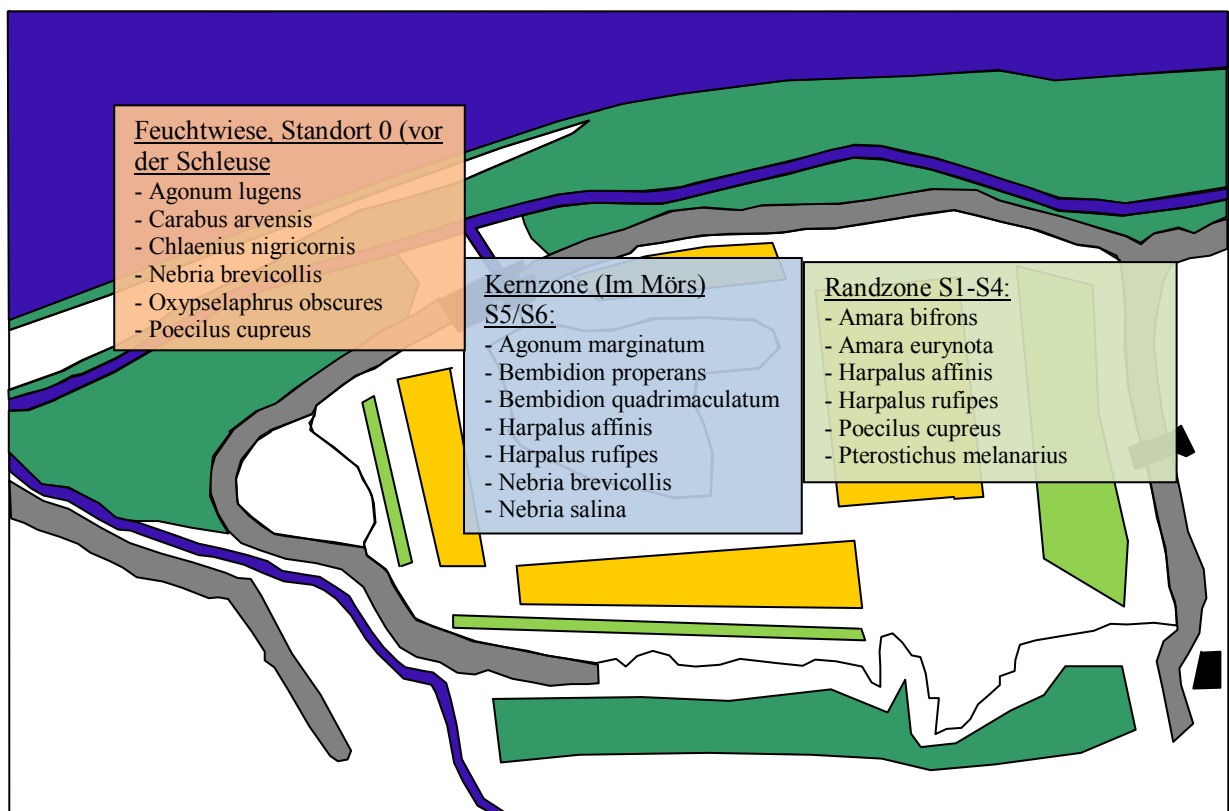 Feuchtwiese, Standort 0 (vor
der Schleuse
- Agonum lugens
- Carabus arvensis
- Chlaenius nigricornis
- Nebria brevicollis
- Oxypselaphrus obscures
- Poecilus cupreus
Kernzone (Im Mörs)
S5/S6:
- Agonum marginatum
- Bembidion properans
- Bembidion quadrimaculatum
- Harpalus affinis
- Harpalus rufipes
- Nebria brevicollis
- Nebria salina
Randzone S1-S4:
- Amara bifrons
- Amara eurynota
- Harpalus affinis
- Harpalus rufipes
- Poecilus cupreus
- Pterostichus melanarius